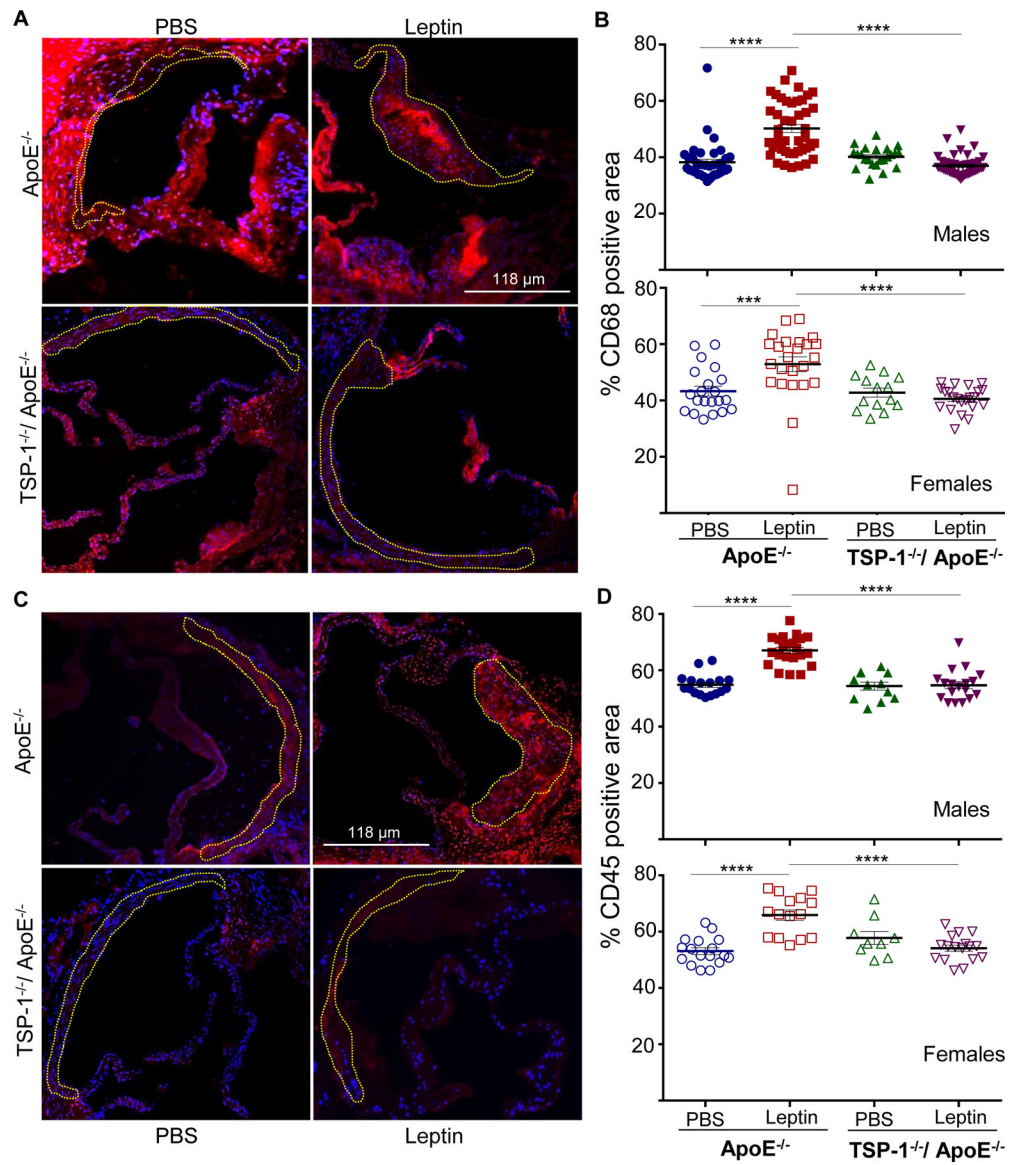 A
PBS
Leptin
ApoE-/-
118 µm
TSP-1-/-/ ApoE-/-
B
% CD68 positive area
80
60
40
20
****
****
Males
80
60
40
20
***
****
Females
PBS
Leptin
PBS
Leptin
ApoE-/-
TSP-1-/-/ ApoE-/-
C
ApoE-/-
118 µm
TSP-1-/-/ ApoE-/-
PBS
Leptin
D
% CD45 positive area
80
60
40
20
****
****
Males
80
60
40
20
****
****
Females
PBS
Leptin
PBS
Leptin
ApoE-/-
TSP-1-/-/ ApoE-/-